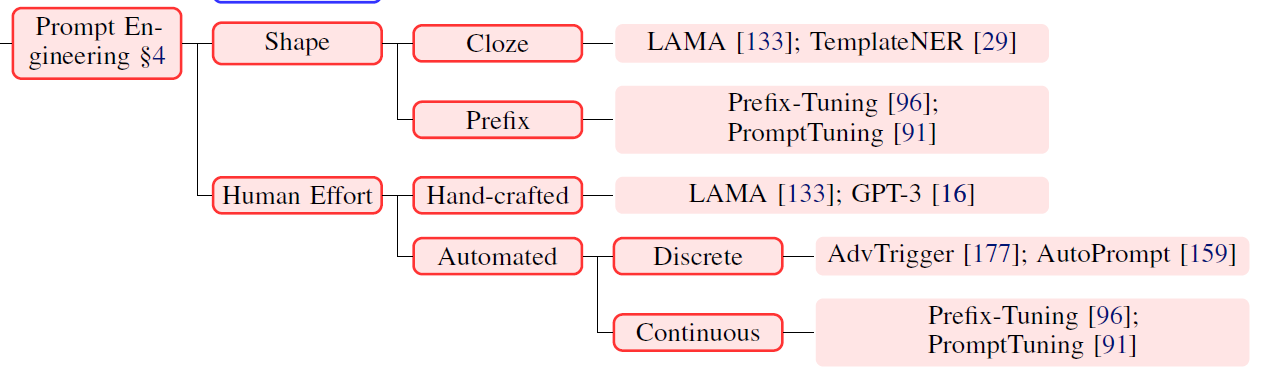 Prompt En-
gineering §4
Shape
Cloze
LAMA [133]; TemplateNER [29]
Prefix
Prefix-Tuning [96];
PromptTuning [91]
Human Effort
Hand-crafted
LAMA [133]; GPT-3 [16]
Automated
Discrete
AdvTrigger [177]; AutoPrompt [159]
Continuous
Prefix-Tuning [96];
PromptTuning [91]